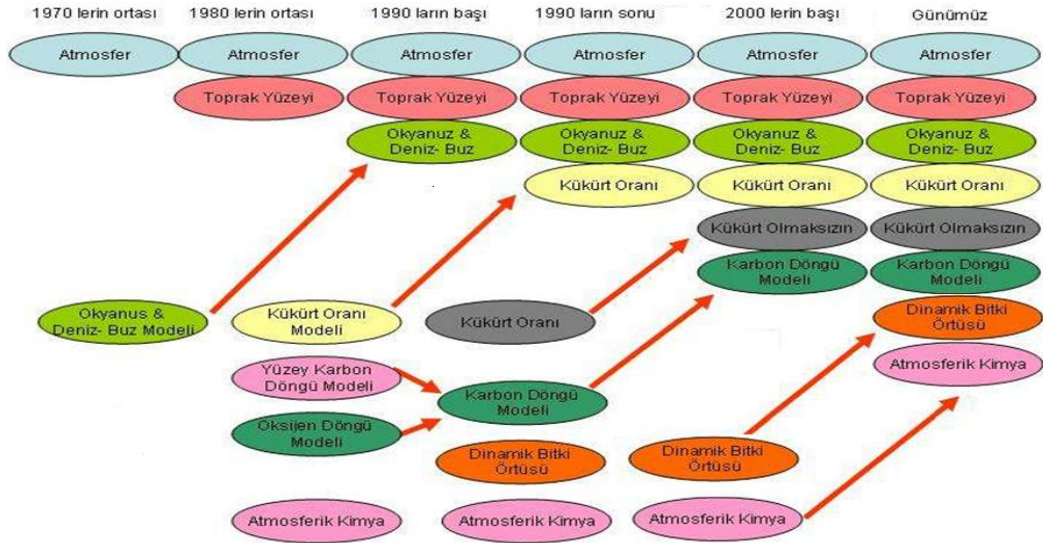 1970 lerin ortası
1980 lerin ortası
1990 ların başı
1990 ların sonu
2000 lerin başı
Günümüz
Atmosfer
Atmosfer
Atmosfer
Atmosfer
Atmosfer
Atmosfer
Toprak Yüzeyi
Toprak Yüzeyi
Toprak Yüzeyi
Toprak Yüzeyi
Toprak Yüzeyi
Okyanuz &
Deniz- Buz
Okyanuz &
Deniz- Buz
Okyanuz &
Deniz- Buz
Okyanuz &
Deniz- Buz
Kükürt Oranı
Kükürt Oranı
Kükürt Oranı
Kükürt Olmaksızın
Kükürt Olmaksızın
Karbon Döngü
Modeli
Karbon Döngü
Modeli
Okyanus &
Deniz- Buz Modeli
Kükürt Oranı
Modeli
Kükürt Oranı
Dinamik Bitki
Örtüsü
Yüzey Karbon
Döngü Modeli
Atmosferik Kimya
Karbon Döngü
Modeli
Oksijen Döngü
Modeli
Dinamik Bitki
Örtüsü
Dinamik Bitki
Örtüsü
Atmosferik Kimya
Atmosferik Kimya
Atmosferik Kimya